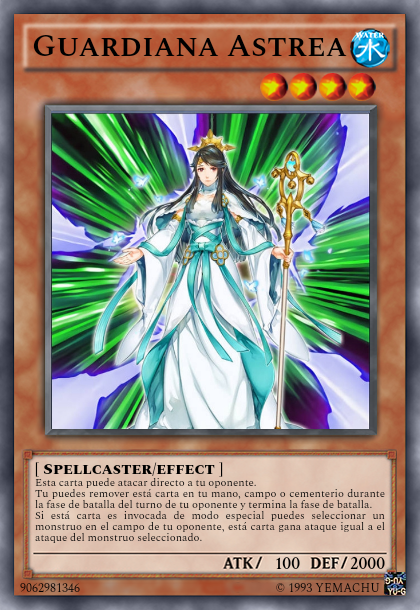 GUARDIANA ASTREA
WATER
水
[ SPELLCASTER/EFFECT ]
Esta carta puede atacar directo a tu oponente.
Tu puedes remover está carta en tu mano, campo o cementerio durante
la fase de batalla del turno de tu oponente y termina la fase de batalla.
Si está carta es invocada de modo especial puedes seleccionar un
monstruo en el campo de tu oponente, está carta gana ataque igual a el
ataque del monstruo seleccionado.
ATK/ 100 DEF/2000
9062981346 © 1993 YEMACHU